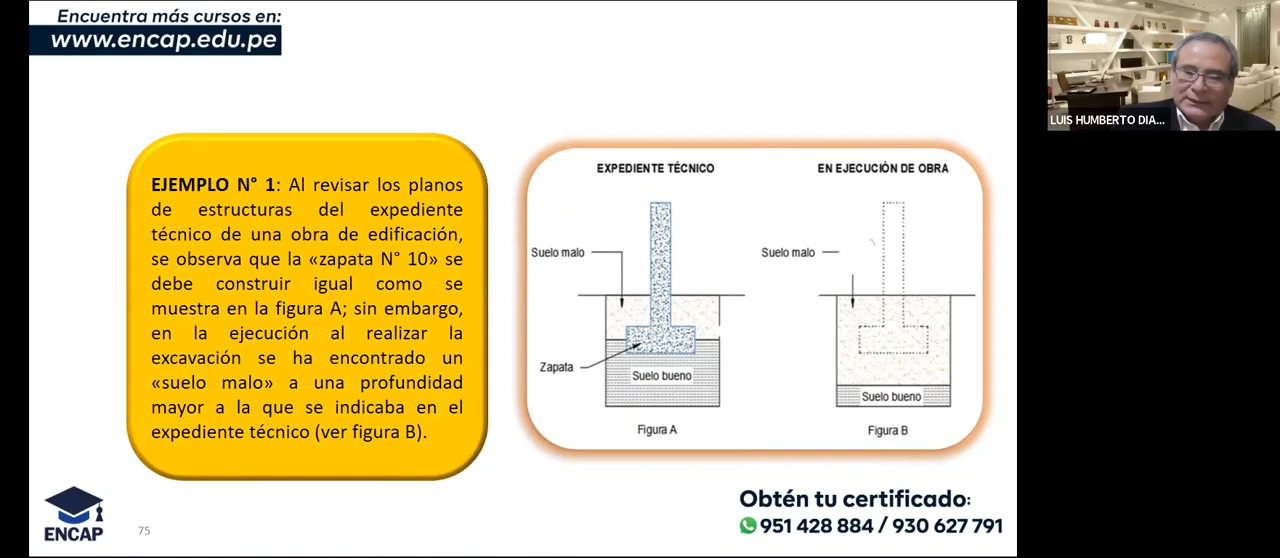 Encuentra más cursos en:
www.encap.edu.pe
LUIS HUMBERTO DIA...
EJEMPLO N° 1: Al revisar los planos
de estructuras del expediente
técnico de una obra de edificación,
se observa que la «zapata N° 10» se
debe construir igual como se
muestra en la figura A; sin embargo,
en la ejecución al realizar la
excavación se ha encontrado un
«suelo malo» a una profundidad
mayor a la que se indicaba en el
expediente técnico (ver figura B).
EXPEDIENTE TÉCNICO
Suelo malo
Zapata
Suelo bueno
Figura A
EN EJECUCIÓN DE OBRA
Suelo malo
Suelo bueno
Figura B
ENCAP
75
Obtén tu certificado:
951 428 884 / 930 627 791